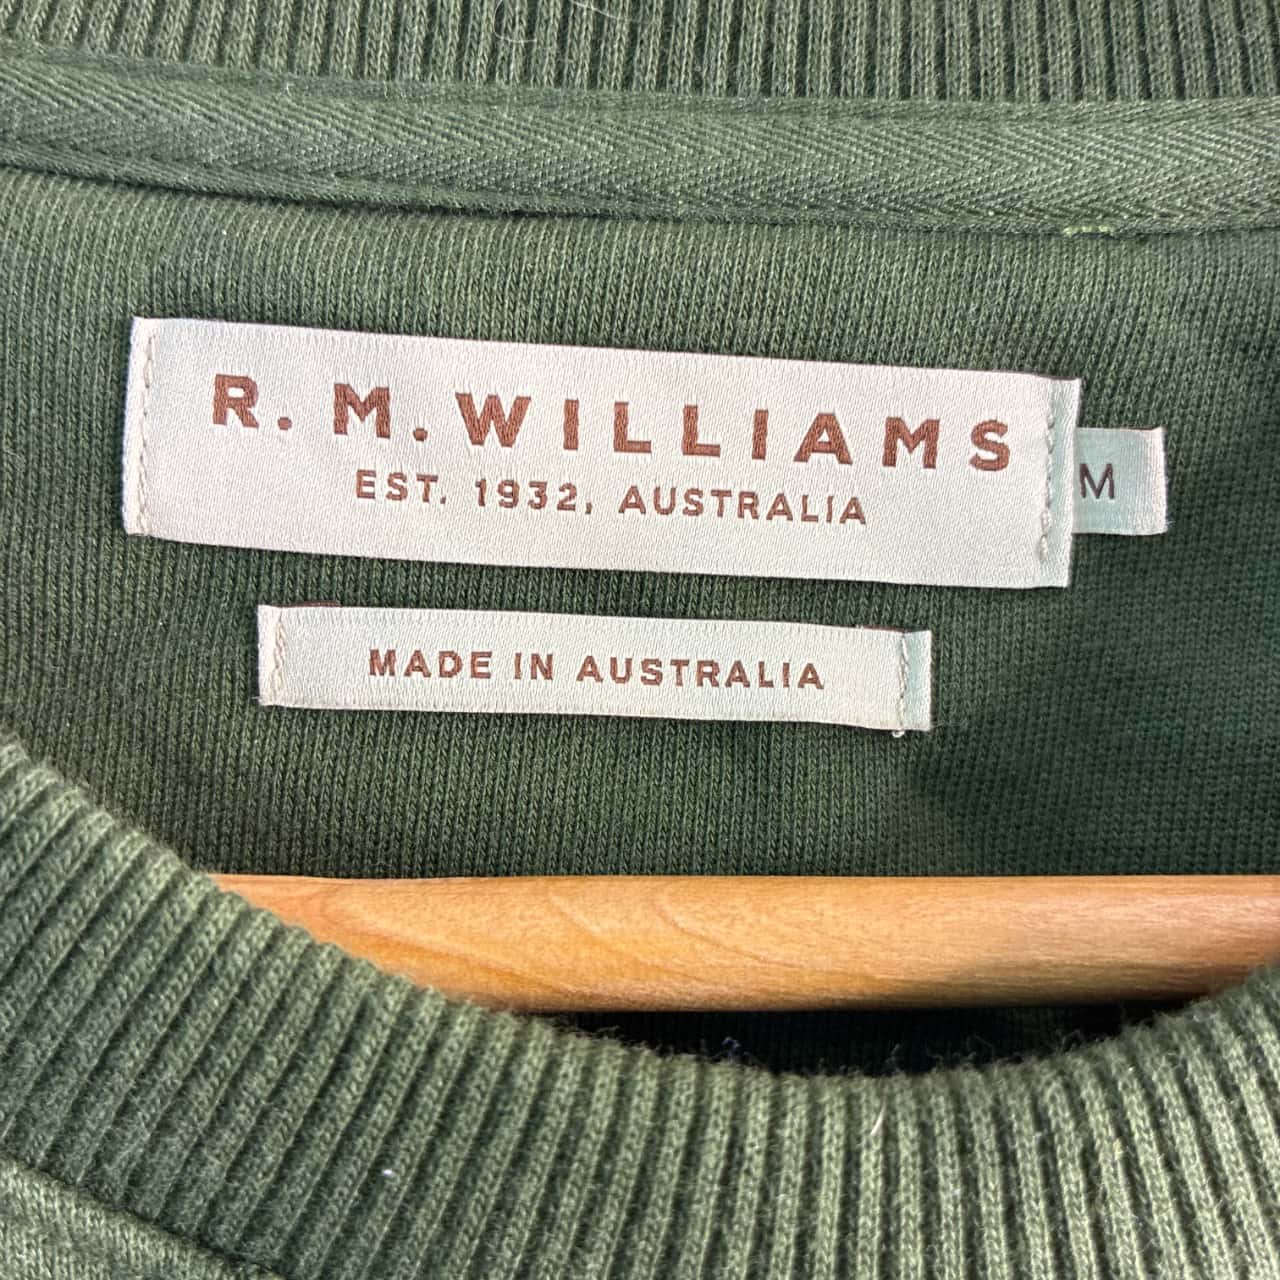 R. M. WILLIAMS
EST. 1932, AUSTRALIA
M
MADE IN AUSTRALIA